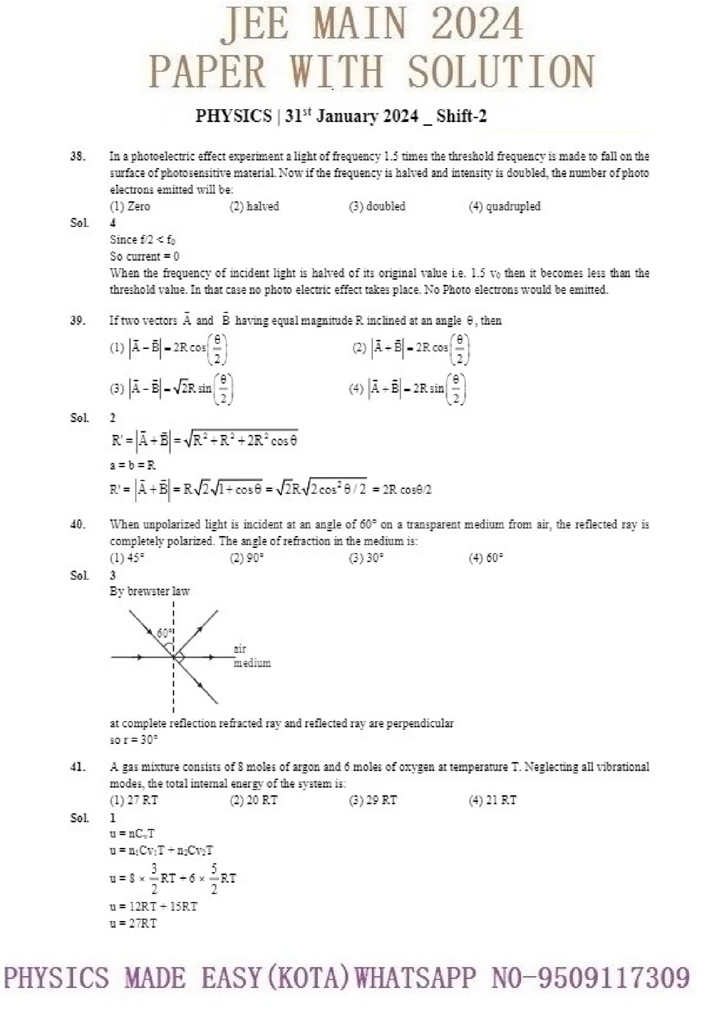 JEE MAIN 2024
PAPER WITH SOLUTION
PHYSICS | 31st January 2024 _ Shift-2
38. In a photoelectric effect experiment a light of frequency 1.5 times the threshold frequency is made to fall on the
surface of photosensitive material. Now if the frequency is halved and intensity is doubled, the number of photo
electrons emitted will be:
(1) Zero (2) halved (3) doubled (4) quadrupled
Sol. 4
Since f/2 < f₀
So current = 0
When the frequency of incident light is halved of its original value i.e. 1.5 ν₀ then it becomes less than the
threshold value. In that case no photo electric effect takes place. No Photo electrons would be emitted.
39. If two vectors Ā and B̄ having equal magnitude R inclined at an angle θ, then
(1) |Ā − B̄| = 2R cos(θ/2) (2) |Ā + B̄| = 2R cos(θ/2)
(3) |Ā − B̄| = √2R sin(θ/2) (4) |Ā + B̄| = 2R sin(θ/2)
Sol. 2
R' = |Ā + B̄| = √(R² + R² + 2R² cosθ)
a = b = R
R' = |Ā + B̄| = R√2√(1 + cosθ) = √2R√(2cos² θ/2) = 2R cosθ/2
40. When unpolarized light is incident at an angle of 60° on a transparent medium from air, the reflected ray is
completely polarized. The angle of refraction in the medium is:
(1) 45° (2) 90° (3) 30° (4) 60°
Sol. 3
By brewster law
60°
air
medium
at complete reflection refracted ray and reflected ray are perpendicular
so r = 30°
41. A gas mixture consists of 8 moles of argon and 6 moles of oxygen at temperature T. Neglecting all vibrational
modes, the total internal energy of the system is:
(1) 27 RT (2) 20 RT (3) 29 RT (4) 21 RT
Sol. 1
u = nCᵥT
u = n₁Cv₁T + n₂Cv₂T
u = 8 × 3/2 RT + 6 × 5/2 RT
u = 12RT + 15RT
u = 27RT
PHYSICS MADE EASY(KOTA)WHATSAPP NO-9509117309